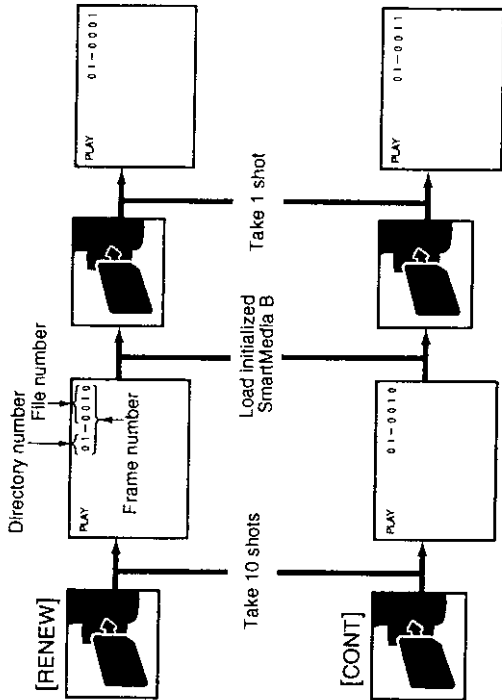 Directory number
File number
[RENEW]
PLAY
01-0010
Frame number
PLAY
01-0001
Take 10 shots
Load initialized
SmartMedia B
Take 1 shot
[CONT]
PLAY
01-0010
PLAY
01-0011